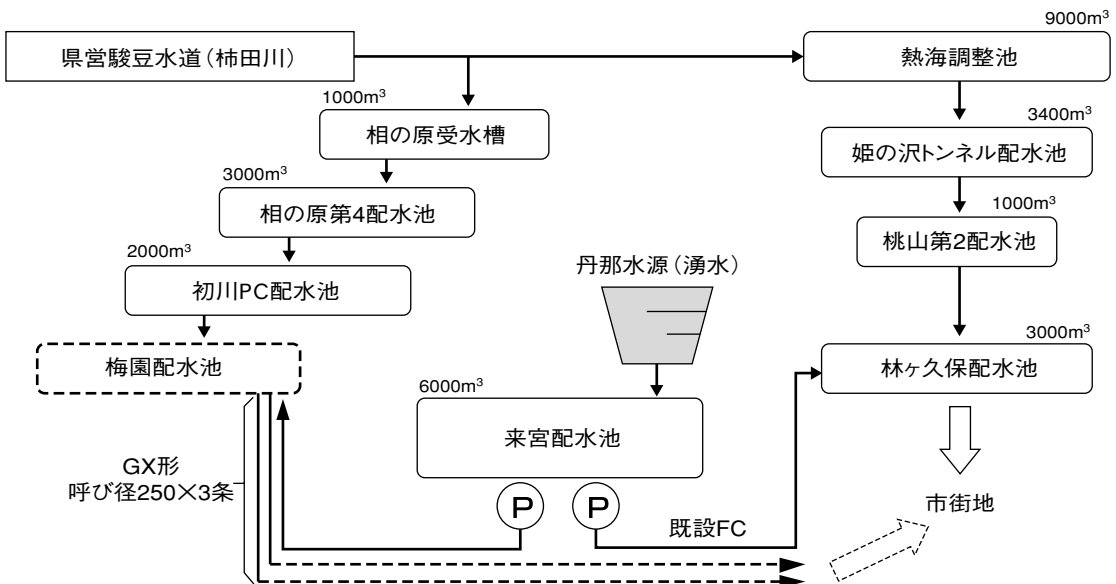 9000m³
県営駿豆水道（柿田川）
熱海調整池
1000m³
相の原受水槽
3400m³
姫の沢トンネル配水池
3000m³
相の原第4配水池
1000m³
桃山第2配水池
2000m³
初川PC配水池
丹那水源（湧水）
梅園配水池
3000m³
林ヶ久保配水池
6000m³
来宮配水池
GX形
呼び径250×3条
P
P
既設FC
市街地